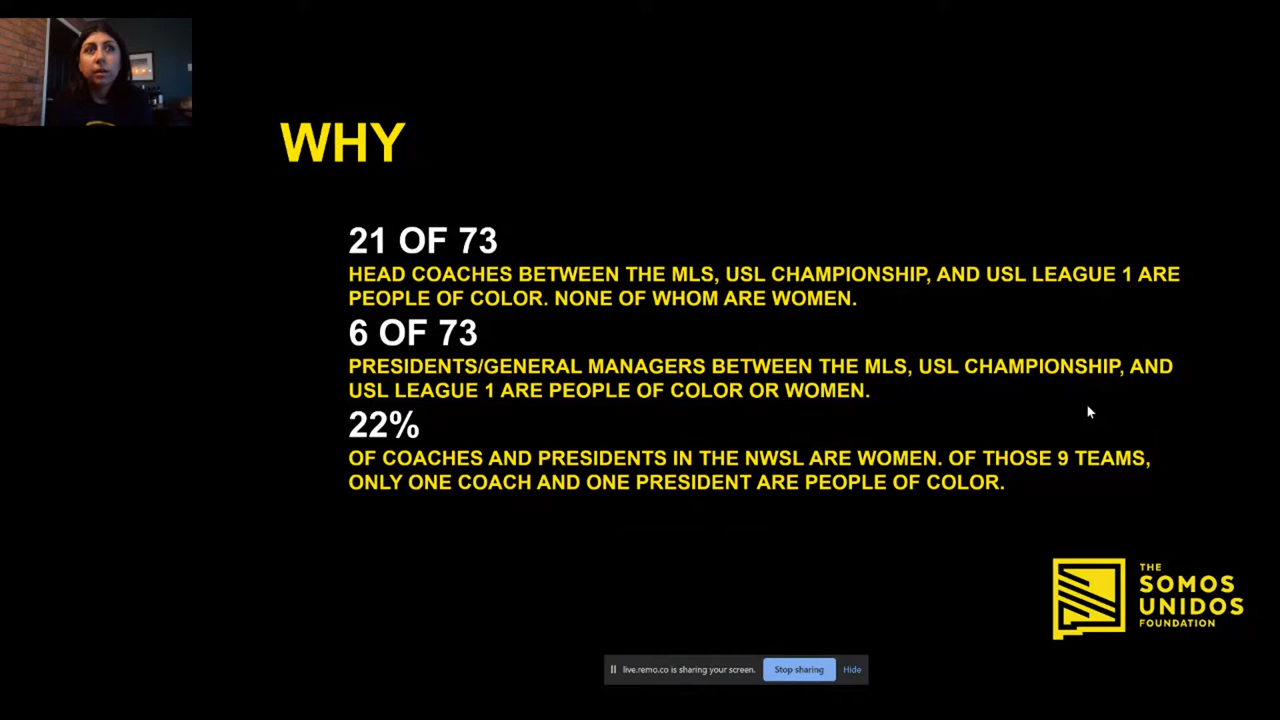 WHY
21 OF 73
HEAD COACHES BETWEEN THE MLS, USL CHAMPIONSHIP, AND USL LEAGUE 1 ARE
PEOPLE OF COLOR. NONE OF WHOM ARE WOMEN.
6 OF 73
PRESIDENTS/GENERAL MANAGERS BETWEEN THE MLS, USL CHAMPIONSHIP, AND
USL LEAGUE 1 ARE PEOPLE OF COLOR OR WOMEN.
22%
OF COACHES AND PRESIDENTS IN THE NWSL ARE WOMEN. OF THOSE 9 TEAMS,
ONLY ONE COACH AND ONE PRESIDENT ARE PEOPLE OF COLOR.
THE
SOMOS
UNIDOS
FOUNDATION
live.remo.co is sharing your screen. Stop sharing Hide